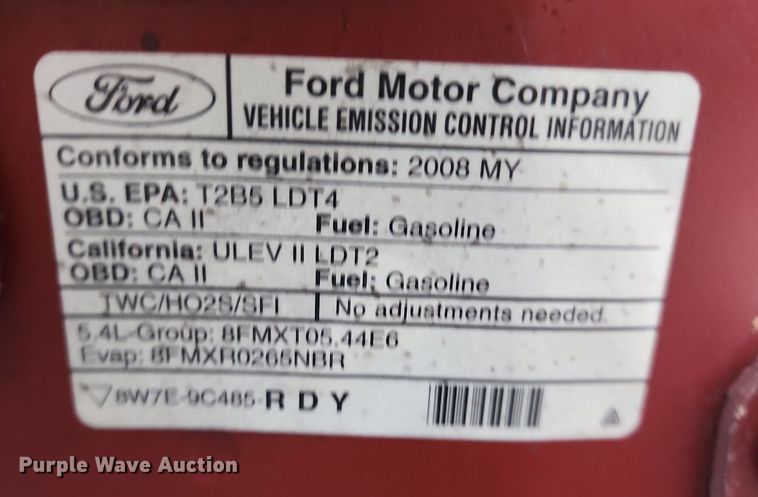 Ford
Ford Motor Company
VEHICLE EMISSION CONTROL INFORMATION
Conforms to regulations: 2008 MY
U.S. EPA: T2B5 LDT4
OBD: CA II Fuel: Gasoline
California: ULEV II LDT2
OBD: CA II Fuel: Gasoline
TWC/HO2S/SFI No adjustments needed.
5.4L-Group: 8FMXT05.44E6
Evap: 8FMXR0265NBR
8W7E-9C485-R D Y
Purple Wave Auction